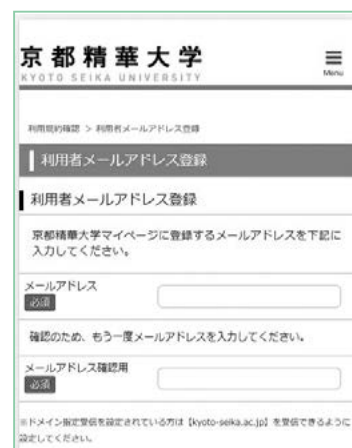 京都精華大学
KYOTO SEIKA UNIVERSITY
Menu
利用規約確認 > 利用者メールアドレス登録
利用者メールアドレス登録
利用者メールアドレス登録
京都精華大学マイページに登録するメールアドレスを下記に
入力してください。
メールアドレス
必須
確認のため、もう一度メールアドレスを入力してください。
メールアドレス確認用
必須
※ドメイン指定受信を設定されている方は【kyoto-seika.ac.jp】を受信できるように
設定してください。